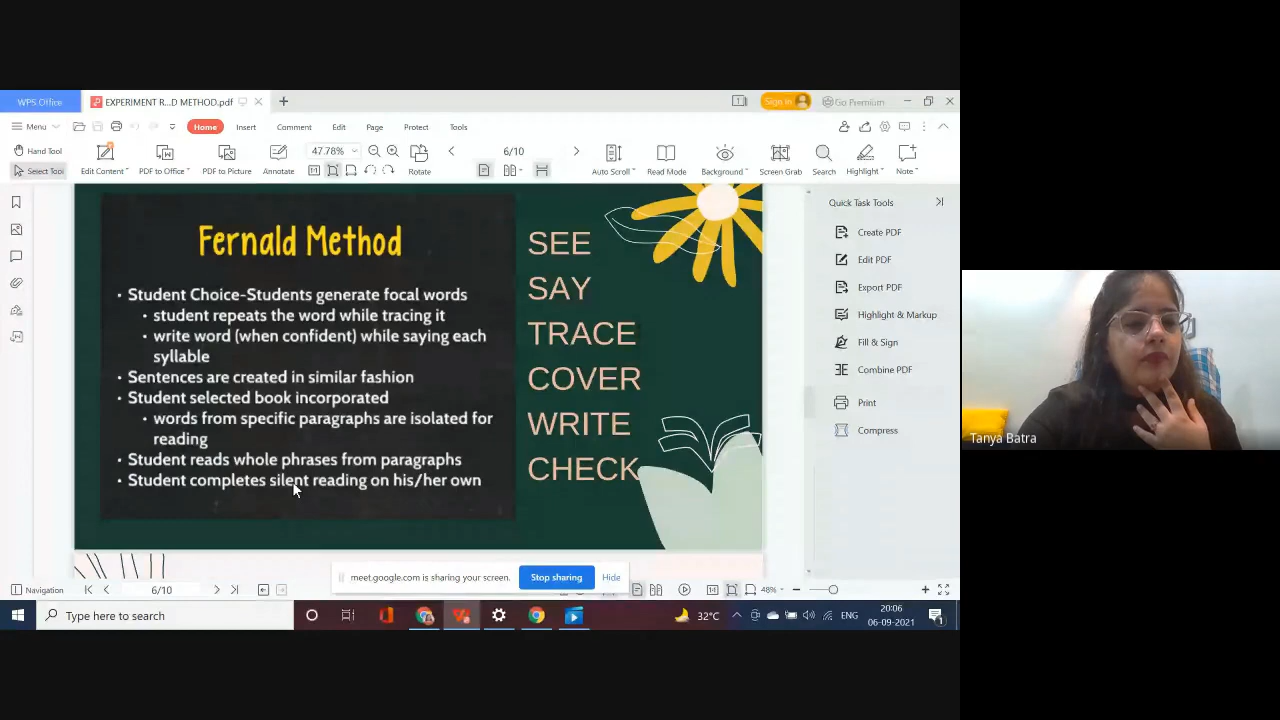 WPS Office
EXPERIMENT R...D METHOD.pdf
Sign in
Go Premium
Menu
Home
Insert
Comment
Edit
Page
Protect
Tools
Hand Tool
Select Tool
Edit Content
PDF to Office
PDF to Picture
Annotate
47.78%
Rotate
6/10
Auto Scroll
Read Mode
Background
Screen Grab
Search
Highlight
Note
Fernald Method
• Student Choice-Students generate focal words
• student repeats the word while tracing it
• write word (when confident) while saying each
syllable
• Sentences are created in similar fashion
• Student selected book incorporated
• words from specific paragraphs are isolated for
reading
• Student reads whole phrases from paragraphs
• Student completes silent reading on his/her own
SEE
SAY
TRACE
COVER
WRITE
CHECK
Quick Task Tools
Create PDF
Edit PDF
Export PDF
Highlight & Markup
Fill & Sign
Combine PDF
Print
Compress
Tanya Batra
meet.google.com is sharing your screen.
Stop sharing
Hide
Navigation
6/10
48%
Type here to search
32°C
ENG
20:06
06-09-2021